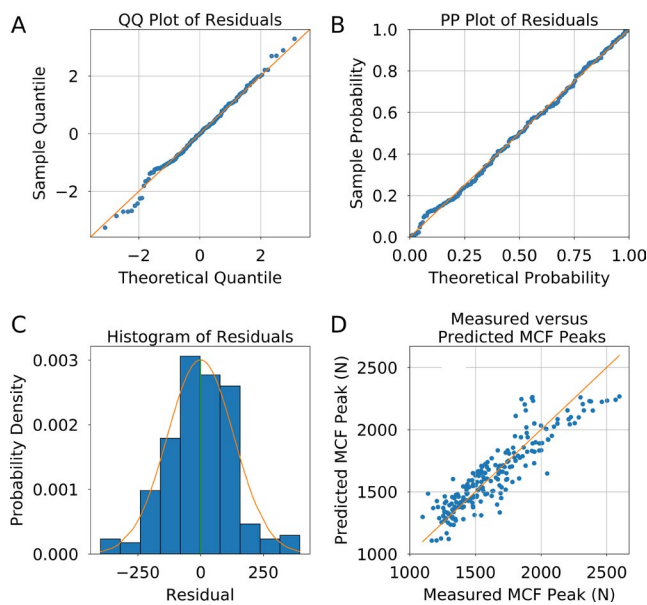 A
QQ Plot of Residuals
Sample Quantile
2
0
−2
−2
0
2
Theoretical Quantile
B
PP Plot of Residuals
Sample Probability
1.0
0.8
0.6
0.4
0.2
0.0
0.00
0.25
0.50
0.75
1.00
Theoretical Probability
C
Histogram of Residuals
Probability Density
0.003
0.002
0.001
0.000
−250
0
250
Residual
D
Measured versus
Predicted MCF Peaks
Predicted MCF Peak (N)
2500
2000
1500
1000
1000
1500
2000
2500
Measured MCF Peak (N)